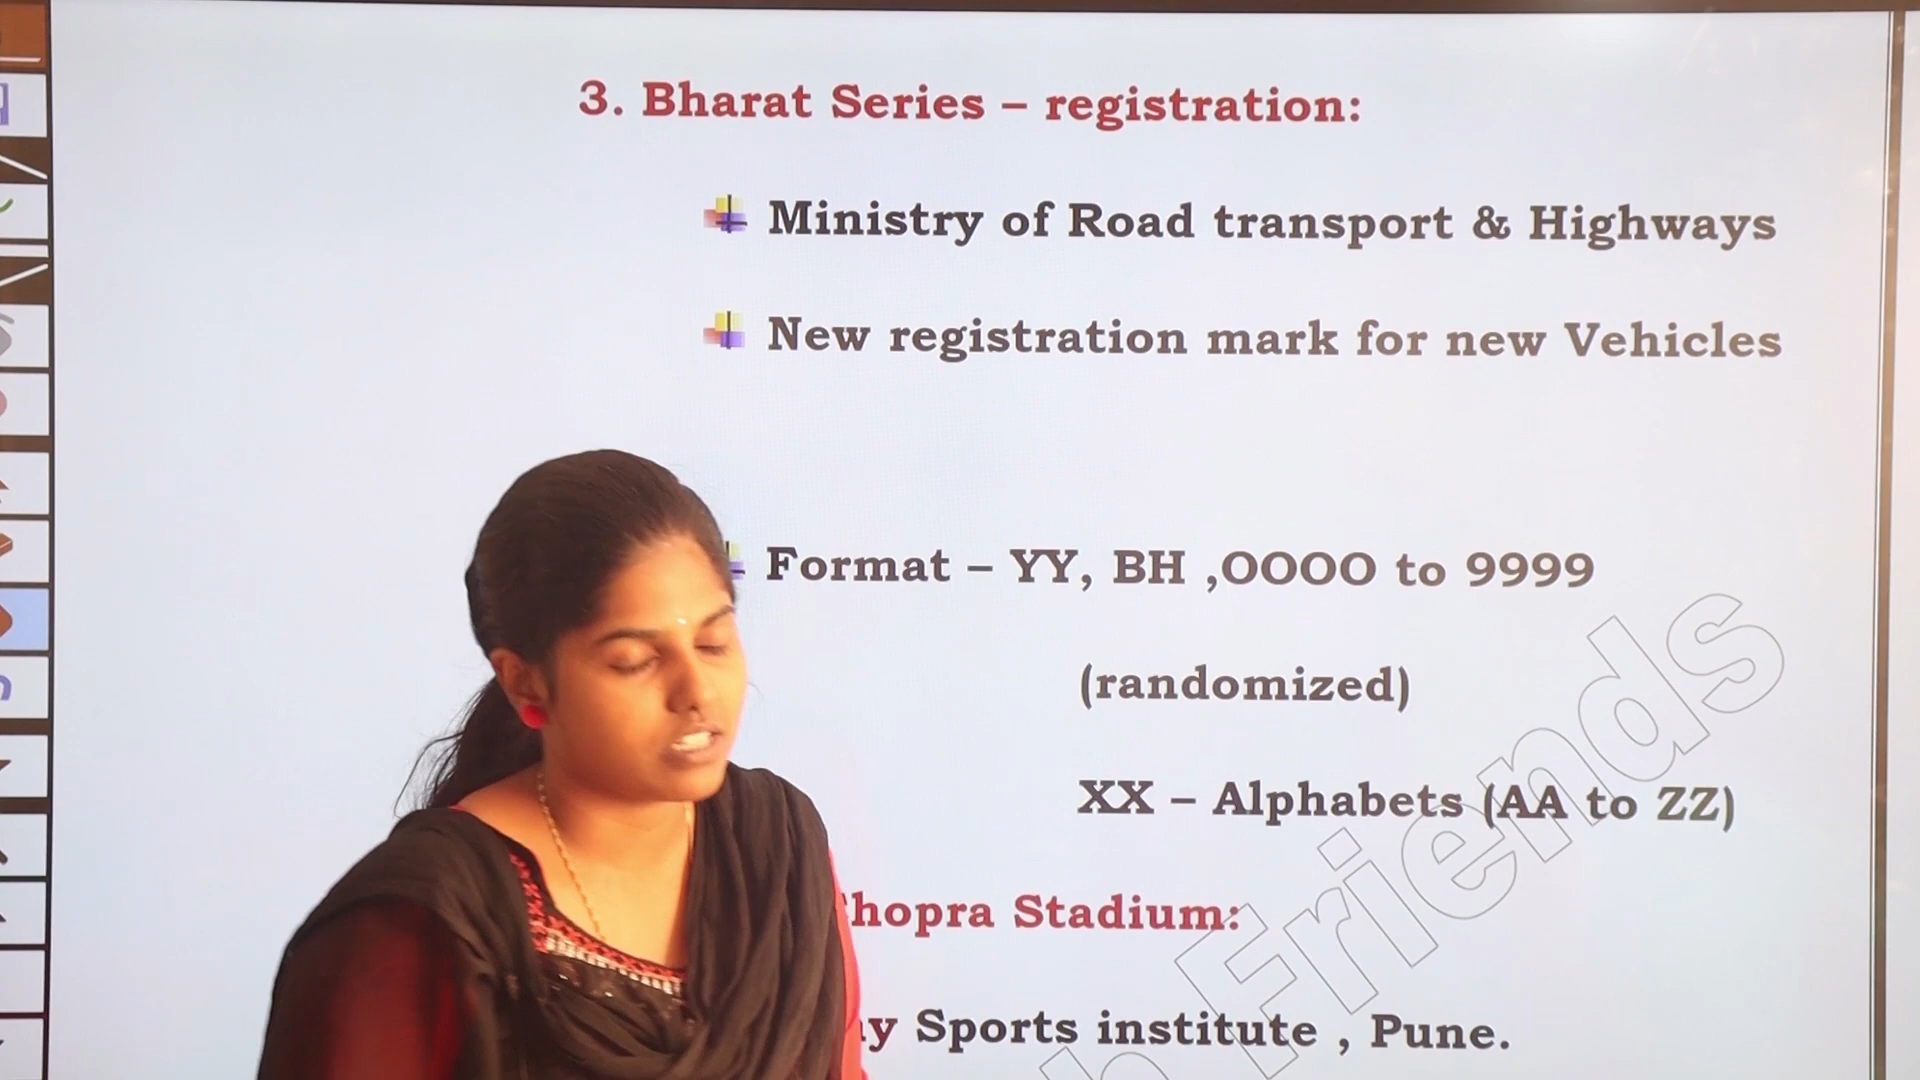 3. Bharat Series – registration:
Ministry of Road transport & Highways
New registration mark for new Vehicles
Format – YY, BH ,OOOO to 9999
(randomized)
XX – Alphabets (AA to ZZ)
Stadium:
Sports institute , Pune.
Friends